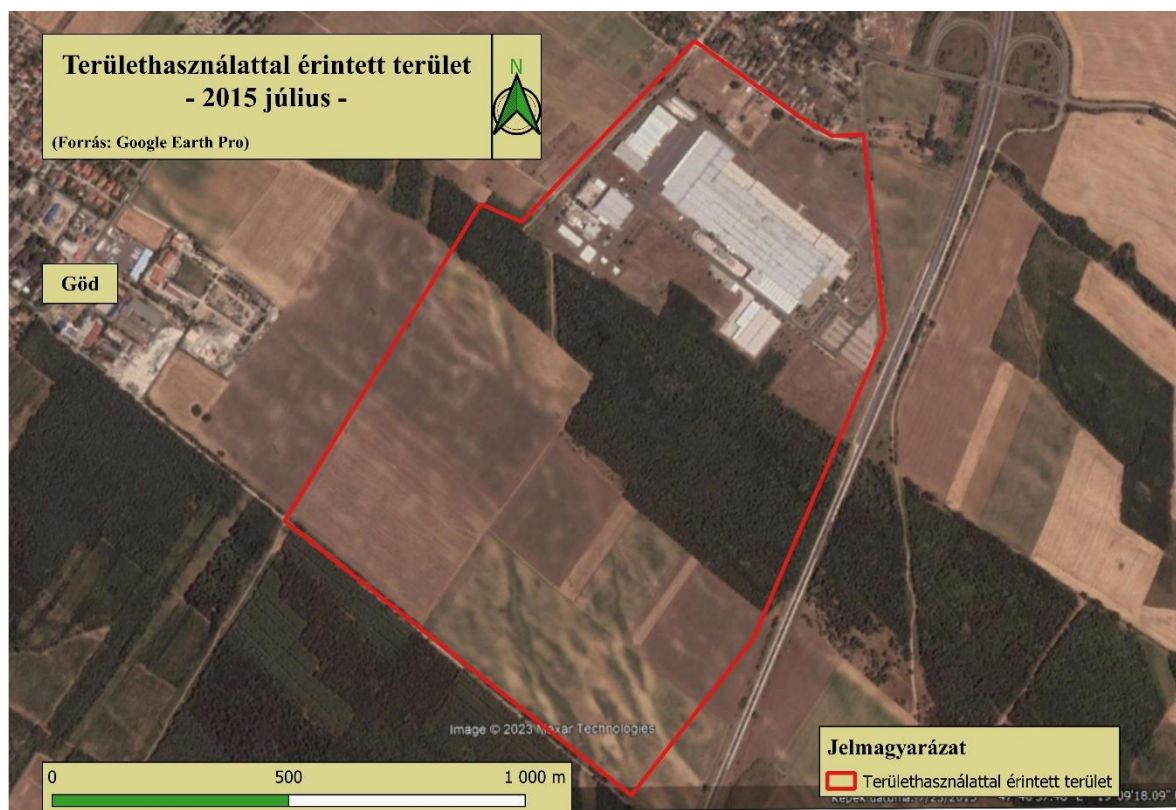 Területhasználattal érintett terület
- 2015 július -
(Forrás: Google Earth Pro)
N
Göd
Image © 2023 Maxar Technologies
0 500 1 000 m
Jelmagyarázat
Területhasználattal érintett terület